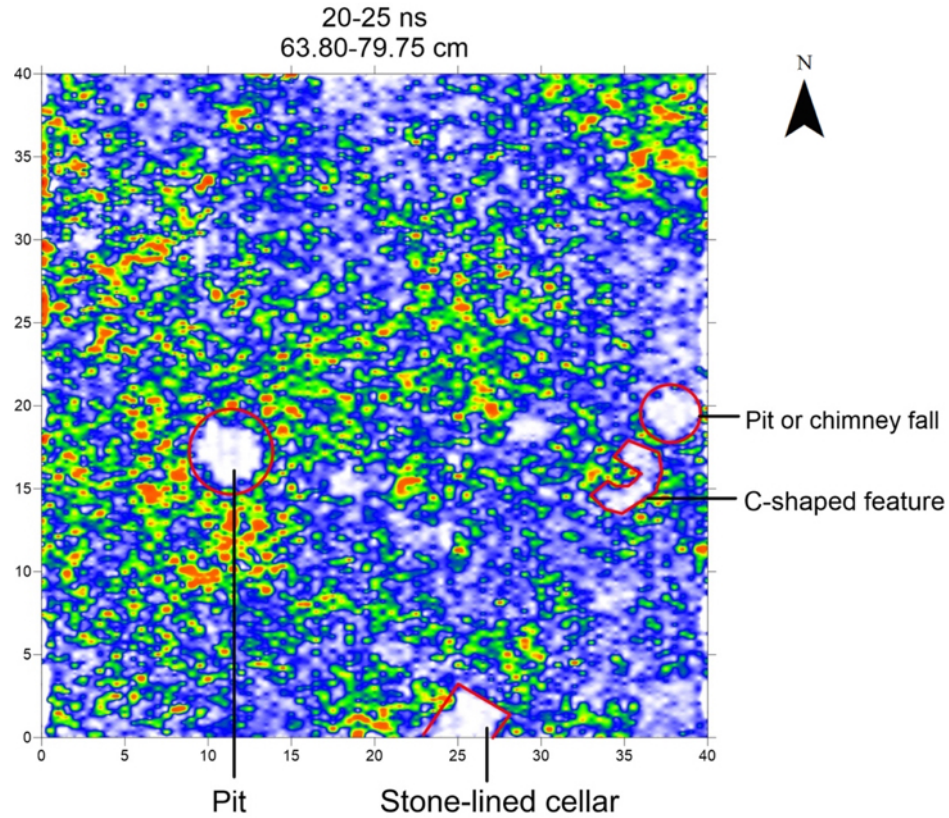 20-25 ns
63.80-79.75 cm
N
40
35
30
25
20
15
10
5
0
0 5 10 15 20 25 30 35 40
Pit or chimney fall
C-shaped feature
Pit
Stone-lined cellar